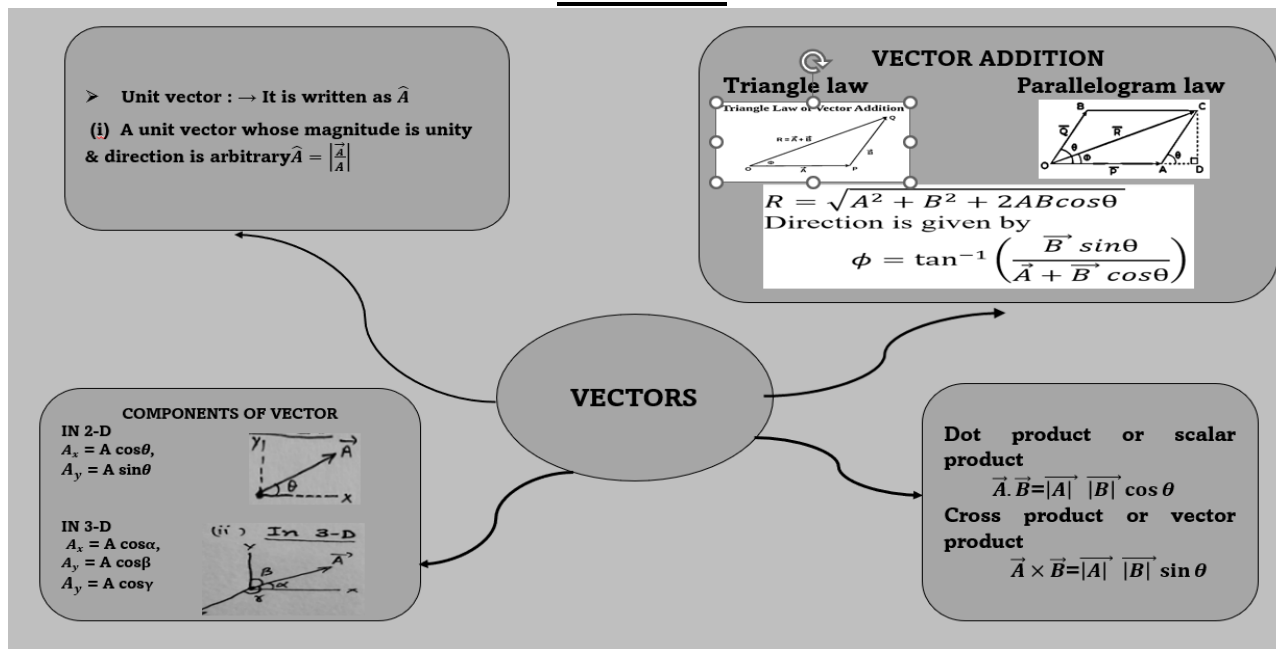 ➤ Unit vector : → It is written as Â
(i) A unit vector whose magnitude is unity
& direction is arbitrary Â = |A⃗/A|
VECTOR ADDITION
Triangle law
Parallelogram law
Triangle Law of Vector Addition
Q
R = A⃗ + B⃗
B⃗
O
Φ
A⃗
P
B
C
Q⃗
R⃗
θ
Φ
θ
O
P⃗
A
D
R = √(A² + B² + 2ABcosθ)
Direction is given by
ϕ = tan⁻¹ (B⃗ sinθ / A⃗ + B⃗ cosθ)
VECTORS
COMPONENTS OF VECTOR
IN 2-D
Aₓ = A cosθ,
A_y = A sinθ
y
A⃗
θ
x
IN 3-D
Aₓ = A cosα,
A_y = A cosβ
A_y = A cosγ
(ii) In 3-D
Y
A⃗
β
α
x
γ
Dot product or scalar
product
A⃗. B⃗=|A|⃗ |B|⃗ cos θ
Cross product or vector
product
A⃗ × B⃗=|A|⃗ |B|⃗ sin θ